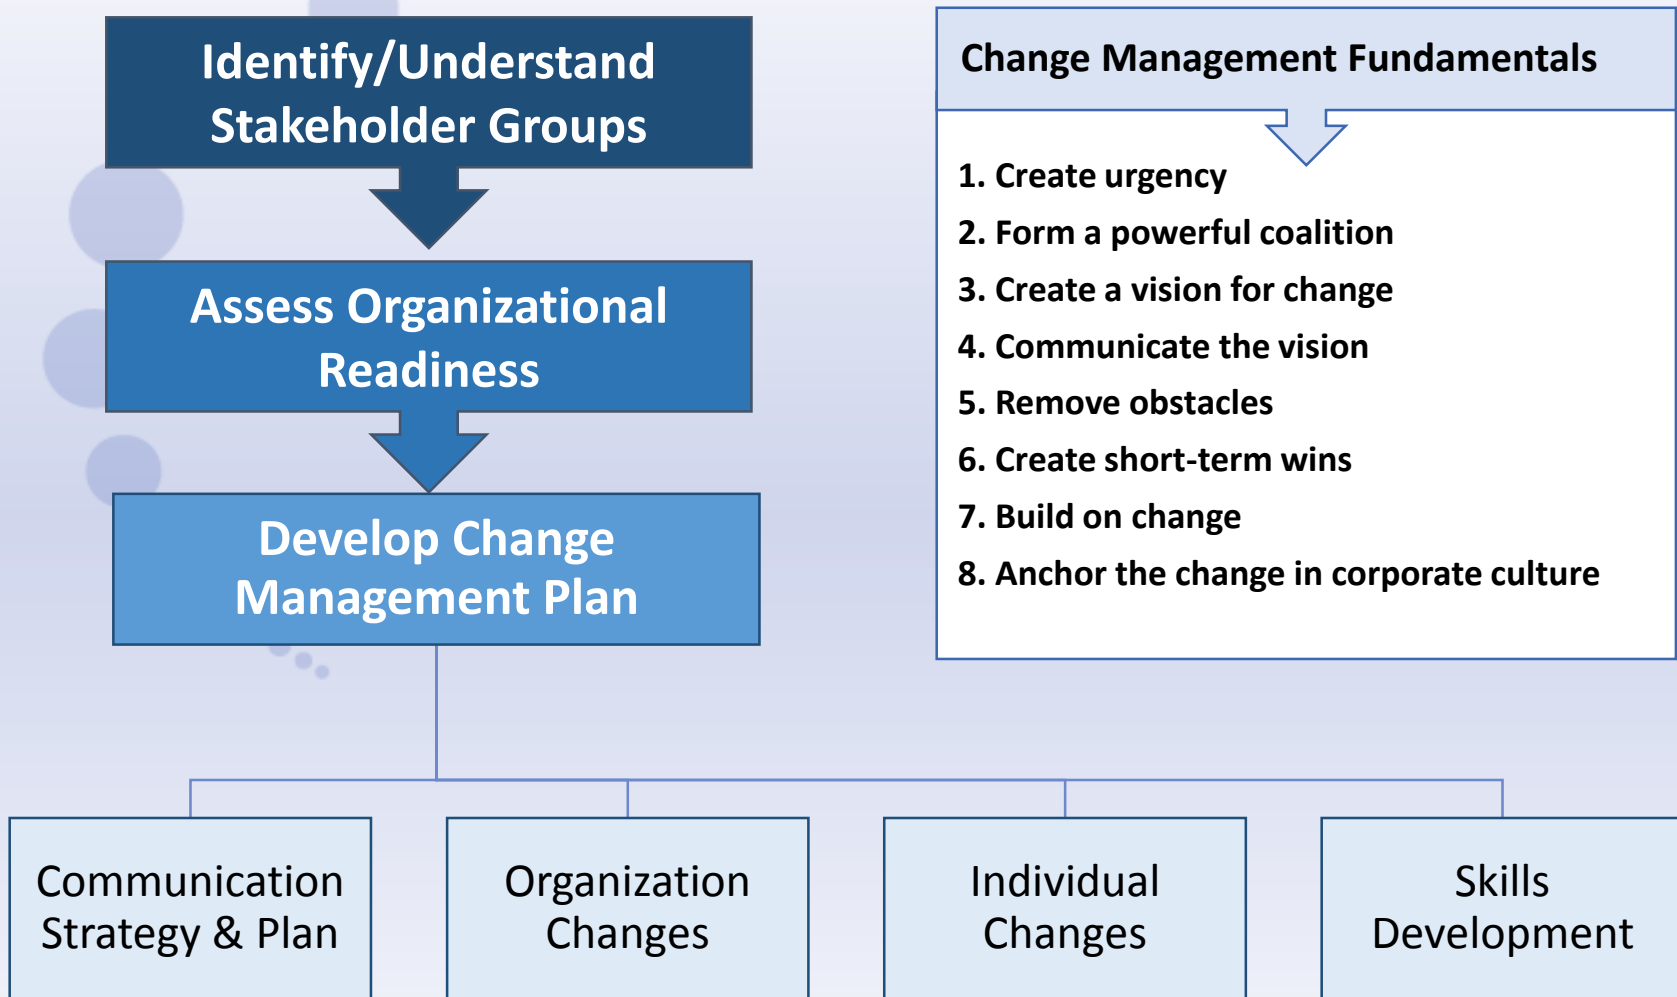 Identify/Understand
Stakeholder Groups
Assess Organizational
Readiness
Develop Change
Management Plan
Change Management Fundamentals
1. Create urgency
2. Form a powerful coalition
3. Create a vision for change
4. Communicate the vision
5. Remove obstacles
6. Create short-term wins
7. Build on change
8. Anchor the change in corporate culture
Communication
Strategy & Plan
Organization
Changes
Individual
Changes
Skills
Development